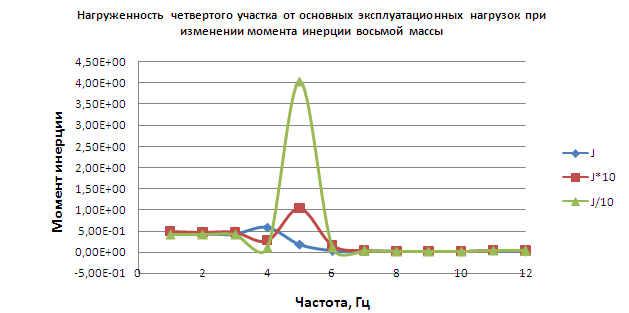 Нагруженность четвертого участка от основных эксплуатационных нагрузок при
изменении момента инерции восьмой массы
Момент инерции
4,50E+00
4,00E+00
3,50E+00
3,00E+00
2,50E+00
2,00E+00
1,50E+00
1,00E+00
5,00E-01
0,00E+00
-5,00E-01
0 2 4 6 8 10 12
Частота, Гц
J
J*10
J/10